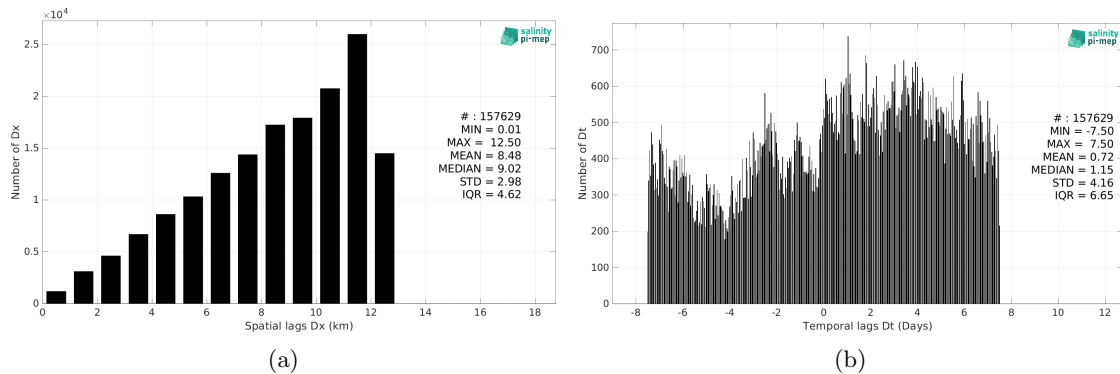 ×10⁴
2.5
2
1.5
1
0.5
0
0 2 4 6 8 10 12 14 16 18
Number of Dx
Spatial lags Dx (km)
salinity
pi-mep
# : 157629
MIN = 0.01
MAX = 12.50
MEAN = 8.48
MEDIAN = 9.02
STD = 2.98
IQR = 4.62
(a)
700
600
500
400
300
200
100
0
-8 -6 -4 -2 0 2 4 6 8 10 12
Number of Dt
Temporal lags Dt (Days)
salinity
pi-mep
# : 157629
MIN = -7.50
MAX = 7.50
MEAN = 0.72
MEDIAN = 1.15
STD = 4.16
IQR = 6.65
(b)